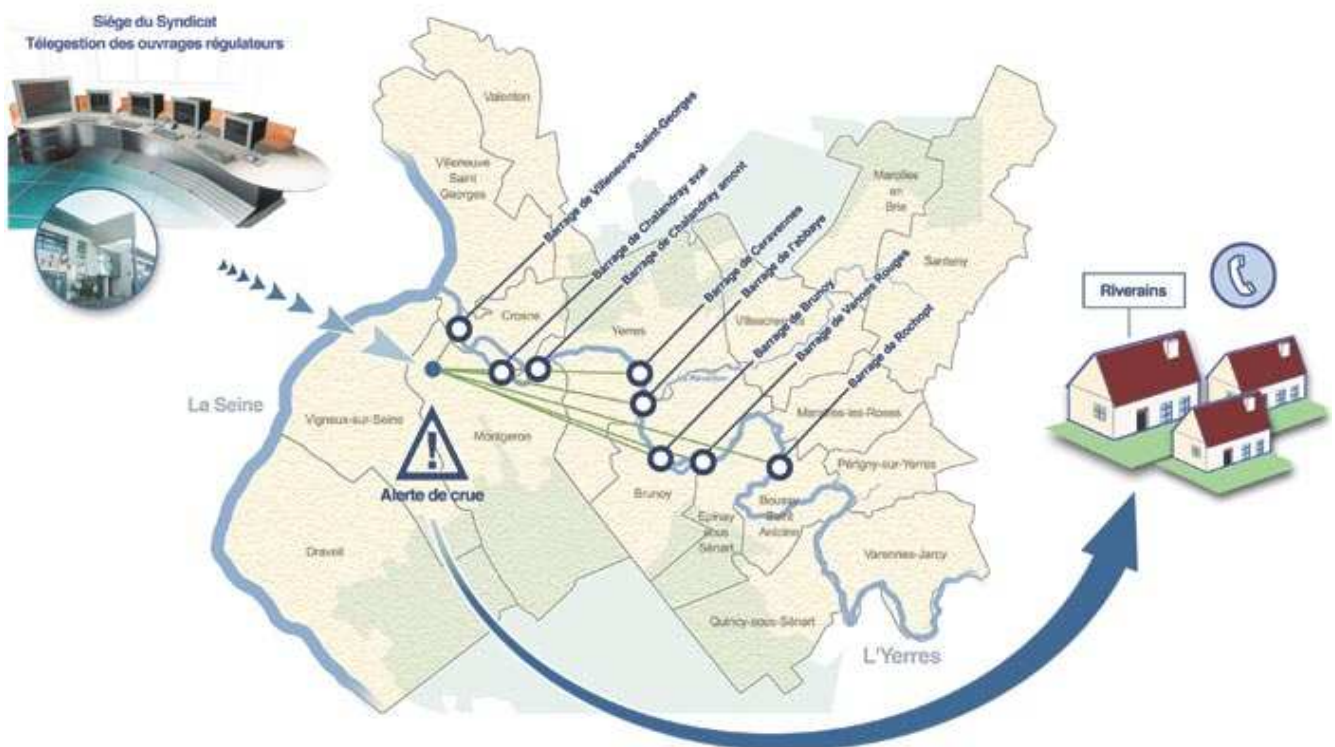 Siége du Syndicat
Télegestion des ouvrages régulateurs
Valenton
Villeneuve
Saint
Georges
Barrage de Villeneuve-Saint-Georges
Barrage de Chalandray aval
Barrage de Chalandray amont
Barrage de Ceravennes
Barrage de l'abbaye
Barrage de Brunoy
Barrage de Vannes Rouges
Barrage de Rochopt
Marolles
en
Brie
Santeny
Crosne
Yerres
Villecresnes
La Seine
Vigneux-sur-Seine
Montgeron
Mandres-les-Roses
Périgny-sur-Yerres
Alerte de crue
Brunoy
Boussy
Saint
Antoine
Epinay
sous
Sénart
Draveil
Varennes-Jarcy
Quincy-sous-Sénart
L'Yerres
Riverains